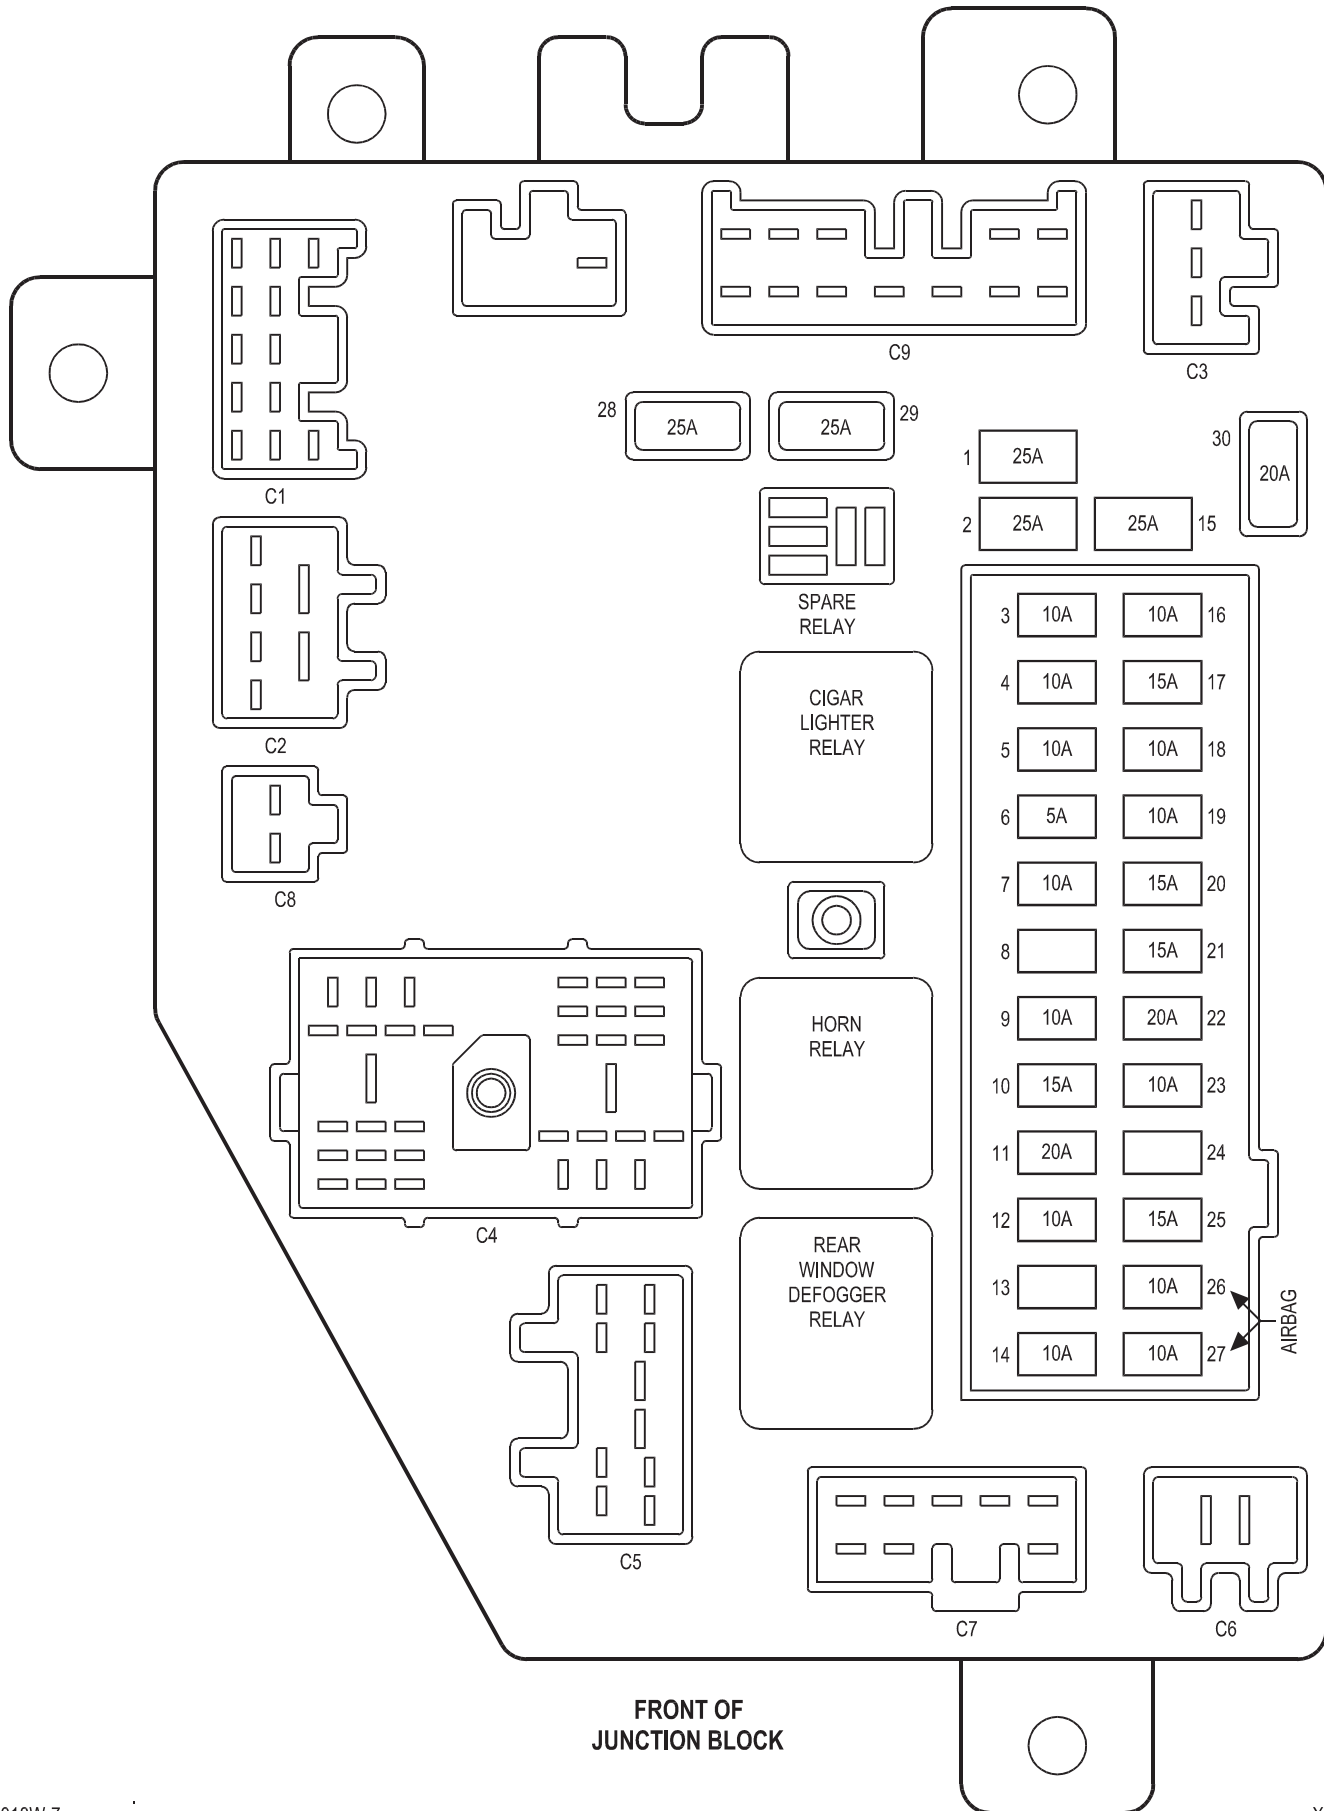 C9
C3
28 25A
25A 29
30
20A
1 25A
C1
2 25A
25A 15
SPARE
RELAY
3 10A 10A 16
4 10A 15A 17
5 10A 10A 18
6 5A 10A 19
7 10A 15A 20
8 15A 21
9 10A 20A 22
10 15A 10A 23
11 20A 24
12 10A 15A 25
13 10A 26
14 10A 10A 27
AIRBAG
CIGAR
LIGHTER
RELAY
C2
C8
HORN
RELAY
C4
REAR
WINDOW
DEFOGGER
RELAY
C5
C7
C6
FRONT OF
JUNCTION BLOCK